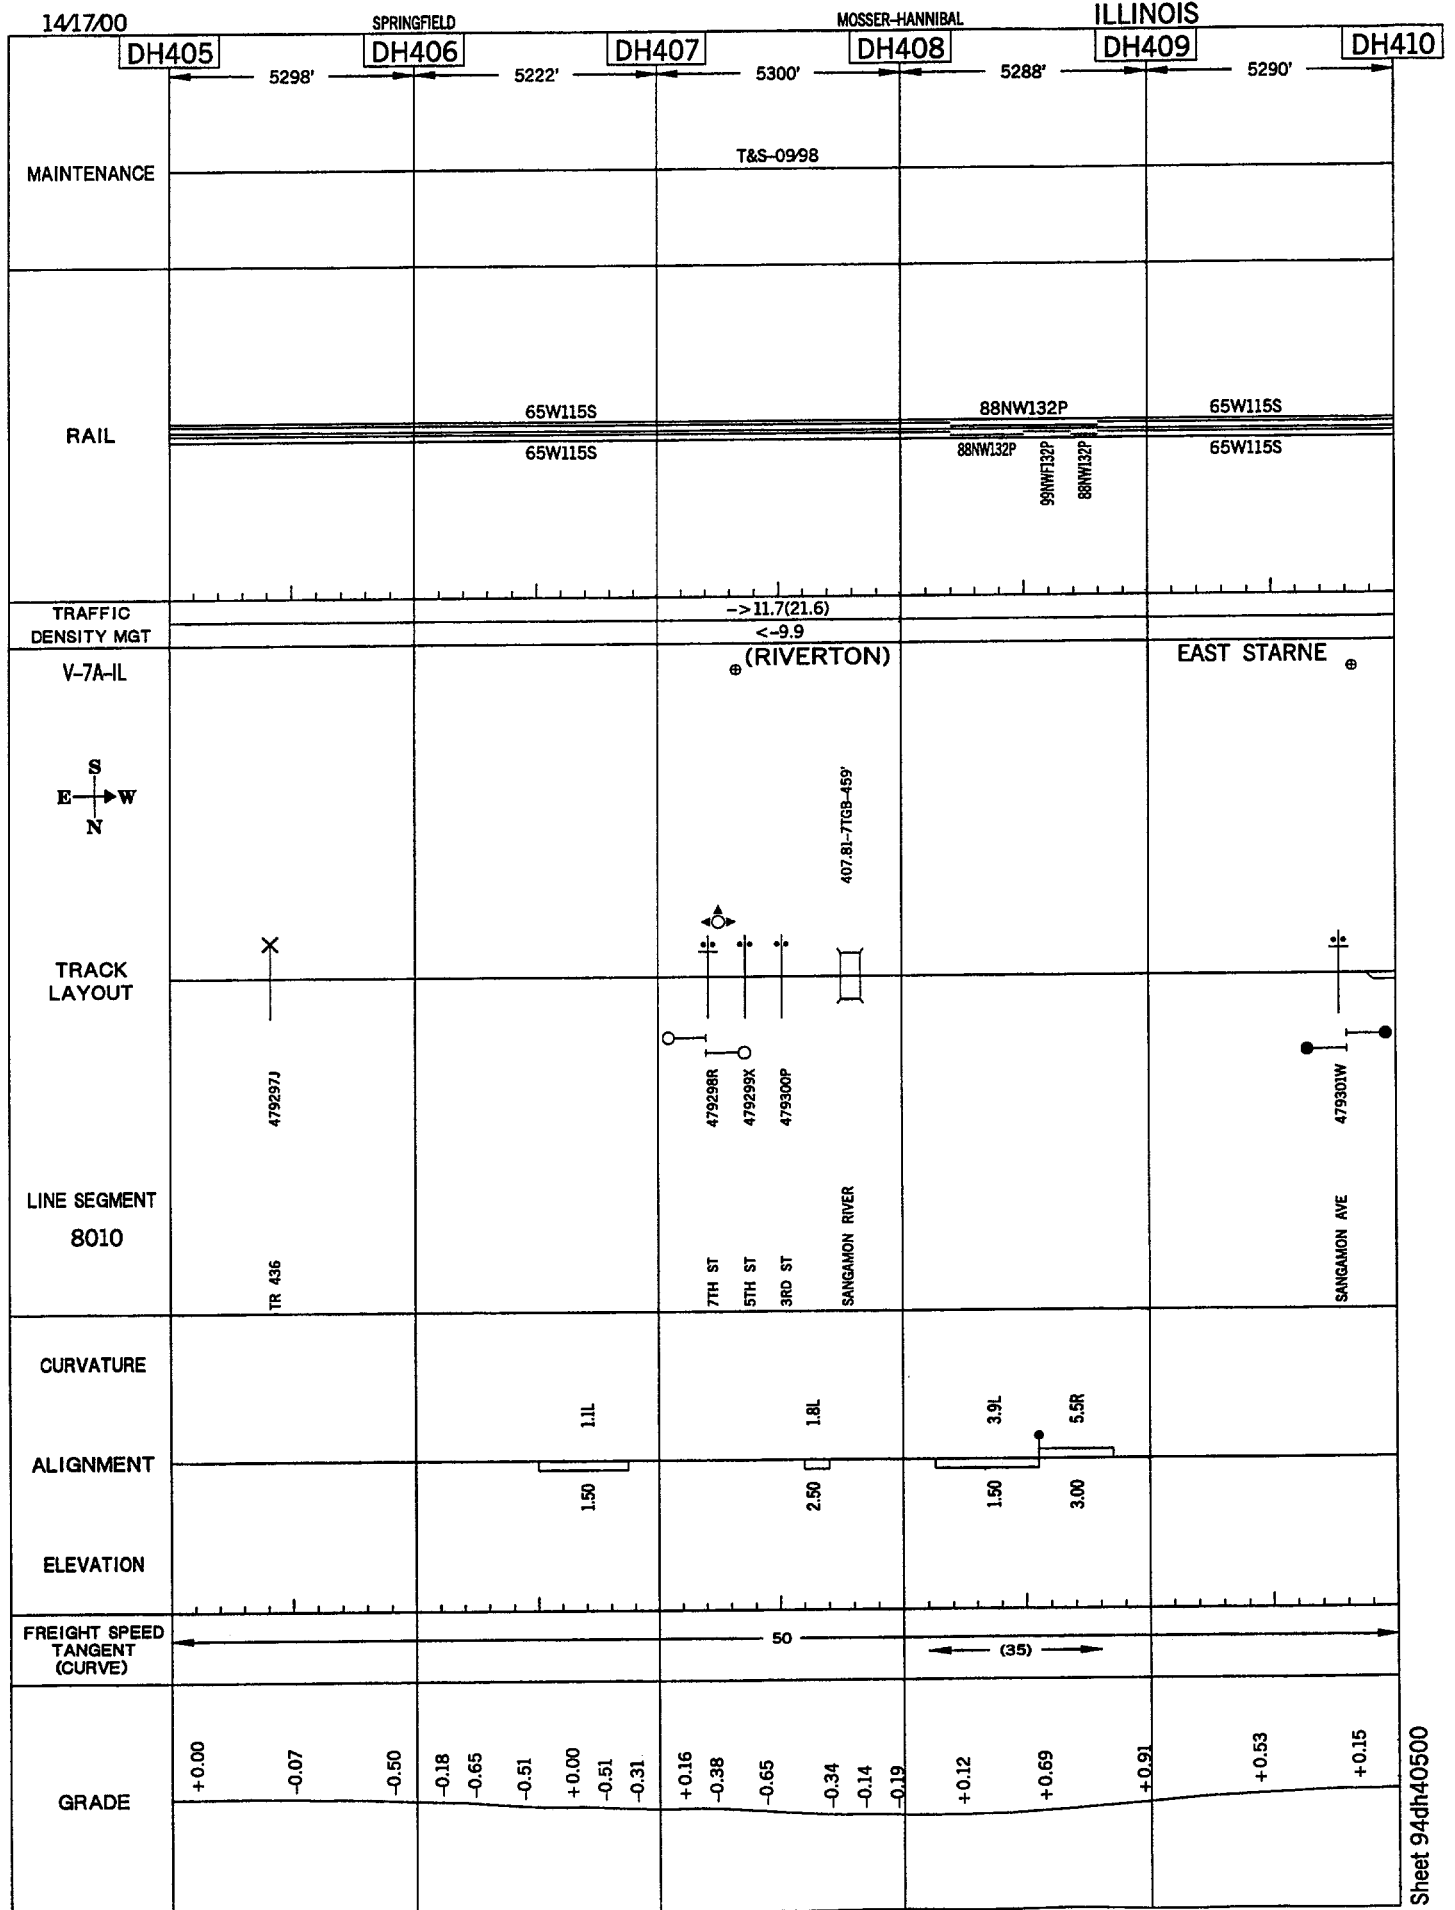 14/17/00 SPRINGFIELD MOSSER-HANNIBAL ILLINOIS
DH405 DH406 DH407 DH408 DH409 DH410
5298' 5222' 5300' 5288' 5290'
MAINTENANCE T&S-09/98
65W115S 88NW132P 65W115S
RAIL
65W115S 88NW132P 99NWF132P 88NW132P 65W115S
TRAFFIC ->11.7(21.6)
DENSITY MGT <-9.9
V-7A-IL (RIVERTON) EAST STARNE
S
E W
N
407.81-7TGB-459'
TRACK
LAYOUT
479297J 479298R 479299X 479300P 479301W
LINE SEGMENT
8010
TR 436 7TH ST 5TH ST 3RD ST SANGAMON RIVER SANGAMON AVE
CURVATURE
1.1L 1.8L 3.9L 5.5R
ALIGNMENT
1.50 2.50 1.50 3.00
ELEVATION
FREIGHT SPEED
TANGENT
(CURVE)
50
(35)
+0.00 -0.07 -0.50 -0.18 -0.65 -0.51 +0.00 -0.51 -0.31 +0.16 -0.38 -0.65 -0.34 -0.14 -0.19 +0.12 +0.69 +0.91 +0.53 +0.15
GRADE
Sheet 94dh40500